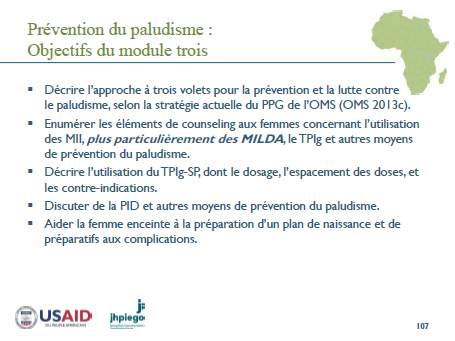 Prévention du paludisme :
Objectifs du module trois
▪ Décrire l'approche à trois volets pour la prévention et la lutte contre
le paludisme, selon la stratégie actuelle du PPG de l'OMS (OMS 2013c).
▪ Enumérer les éléments de counseling aux femmes concernant l'utilisation
des MII, plus particulièrement des MILDA, le TPIg et autres moyens
de prévention du paludisme.
▪ Décrire l'utilisation du TPIg-SP, dont le dosage, l'espacement des doses, et
les contre-indications.
▪ Discuter de la PID et autres moyens de prévention du paludisme.
▪ Aider la femme enceinte à la préparation d'un plan de naissance et de
préparatifs aux complications.
USAID
jhpiego
107